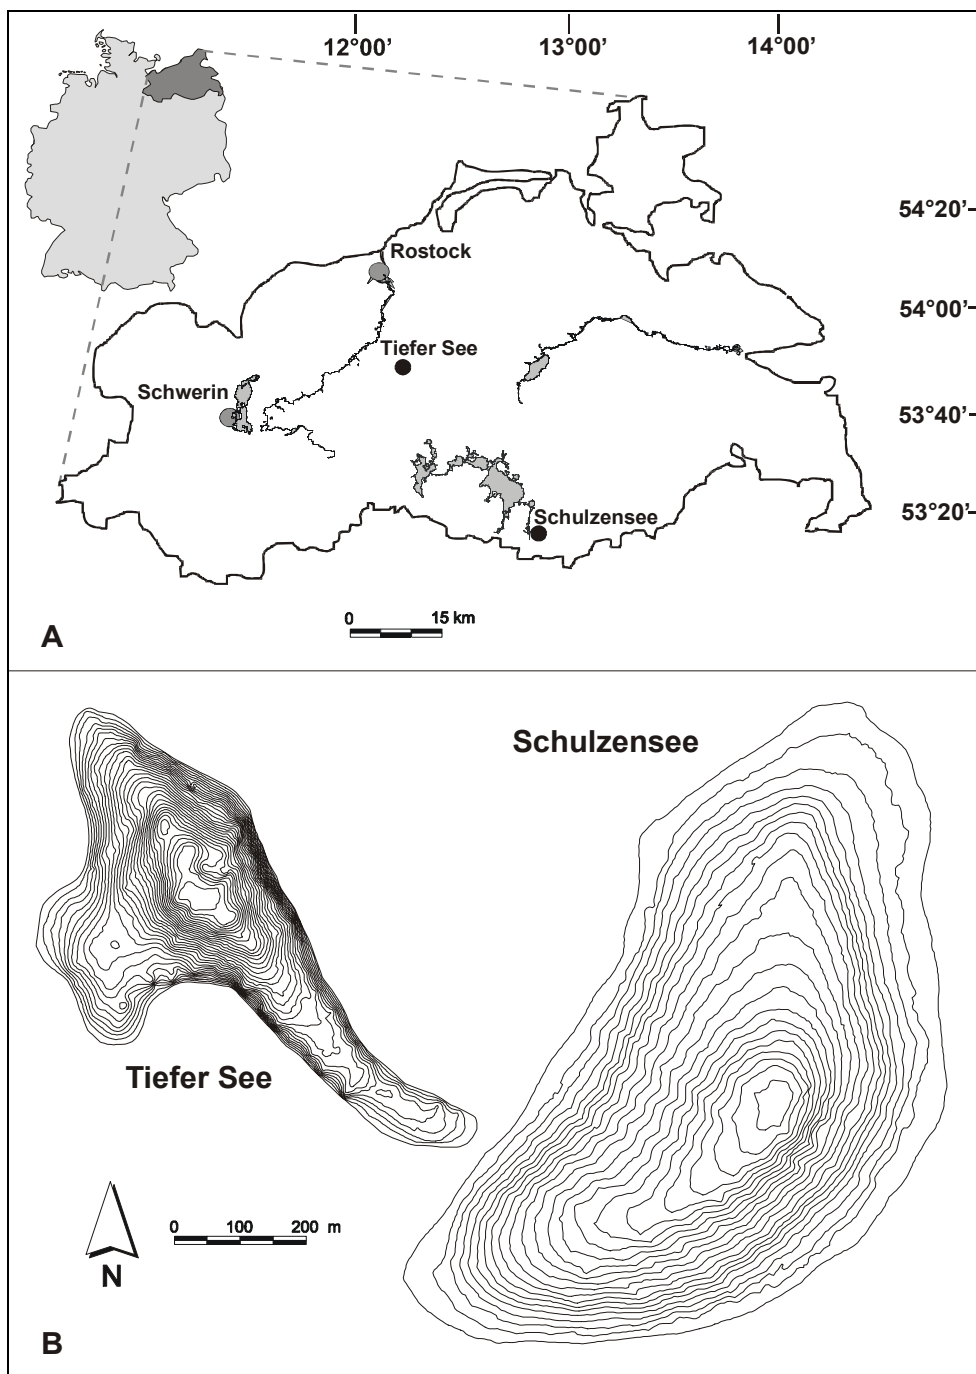 12°00’ 13°00’ 14°00’
54°20’
Rostock
54°00’
Tiefer See
Schwerin
53°40’
53°20’
Schulzensee
0 15 km
A
Schulzensee
Tiefer See
0 100 200 m
N
B